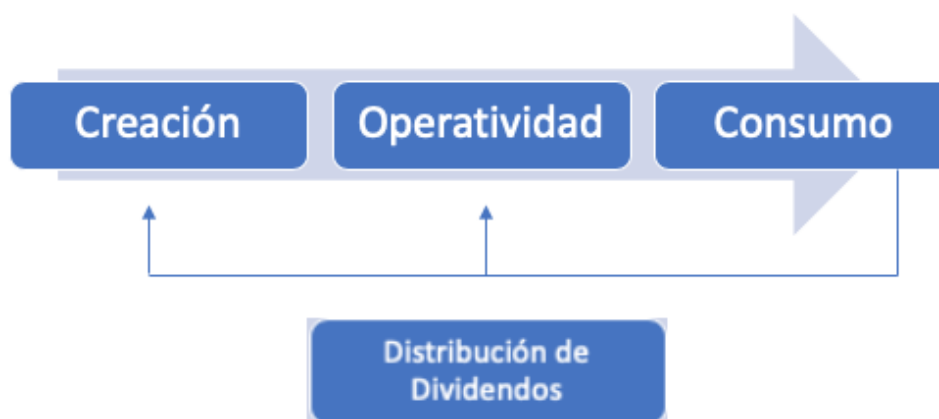 Creación
Operatividad
Consumo
Distribución de
Dividendos